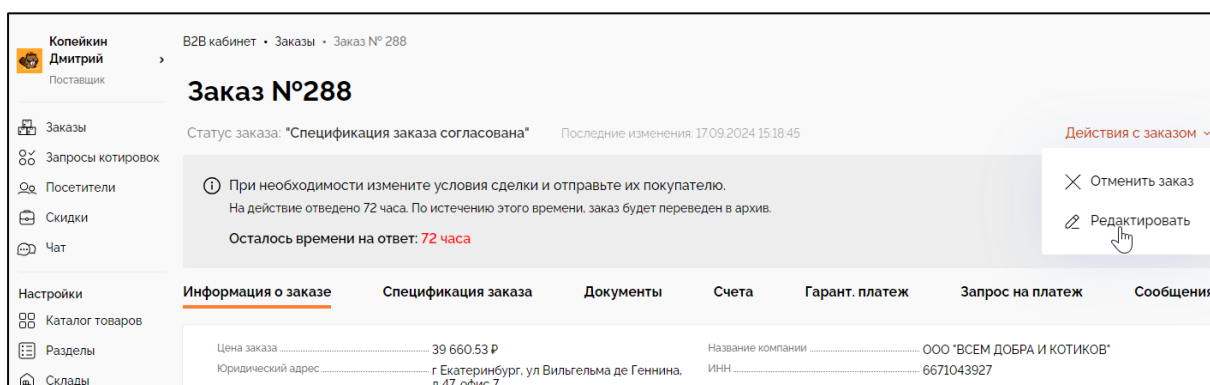 Копейкин
Дмитрий
Поставщик
Заказы
Запросы котировок
Посетители
Скидки
Чат
Настройки
Каталог товаров
Разделы
Склады
B2B кабинет • Заказы • Заказ № 288
Заказ №288
Статус заказа: "Спецификация заказа согласована" Последние изменения: 17.09.2024 15:18:45
Действия с заказом
Отменить заказ
Редактировать
При необходимости измените условия сделки и отправьте их покупателю.
На действие отведено 72 часа. По истечению этого времени, заказ будет переведен в архив.
Осталось времени на ответ: 72 часа
Информация о заказе Спецификация заказа Документы Счета Гарант. платеж Запрос на платеж Сообщения
Цена заказа 39 660.53 ₽
Юридический адрес г Екатеринбург, ул Вильгельма де Геннина,
д 47, офис 7
Название компании ООО "ВСЕМ ДОБРА И КОТИКОВ"
ИНН 6671043927